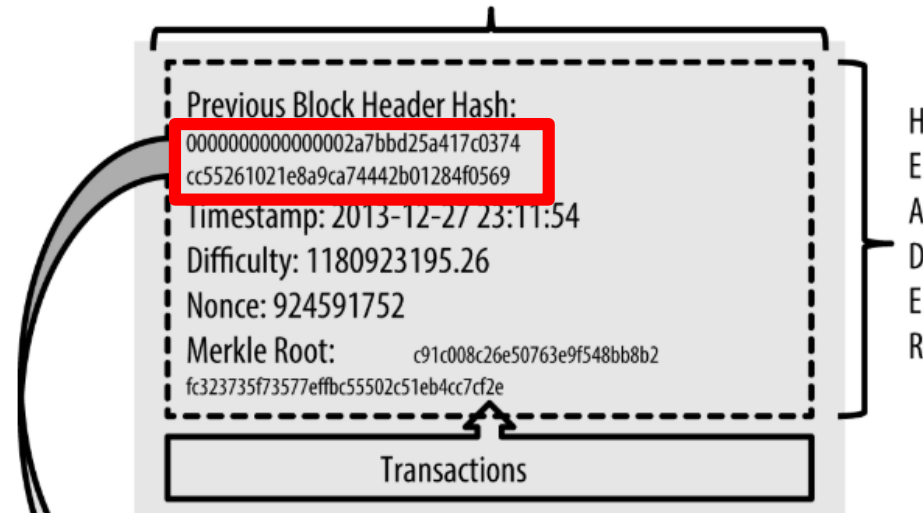 Previous Block Header Hash:
0000000000000002a7bbd25a417c0374
cc55261021e8a9ca74442b01284f0569
Timestamp: 2013-12-27 23:11:54
Difficulty: 1180923195.26
Nonce: 924591752
Merkle Root: c91c008c26e50763e9f548bb8b2
fc323735f73577effbc55502c51eb4cc7cf2e
Transactions
H
E
A
D
E
R